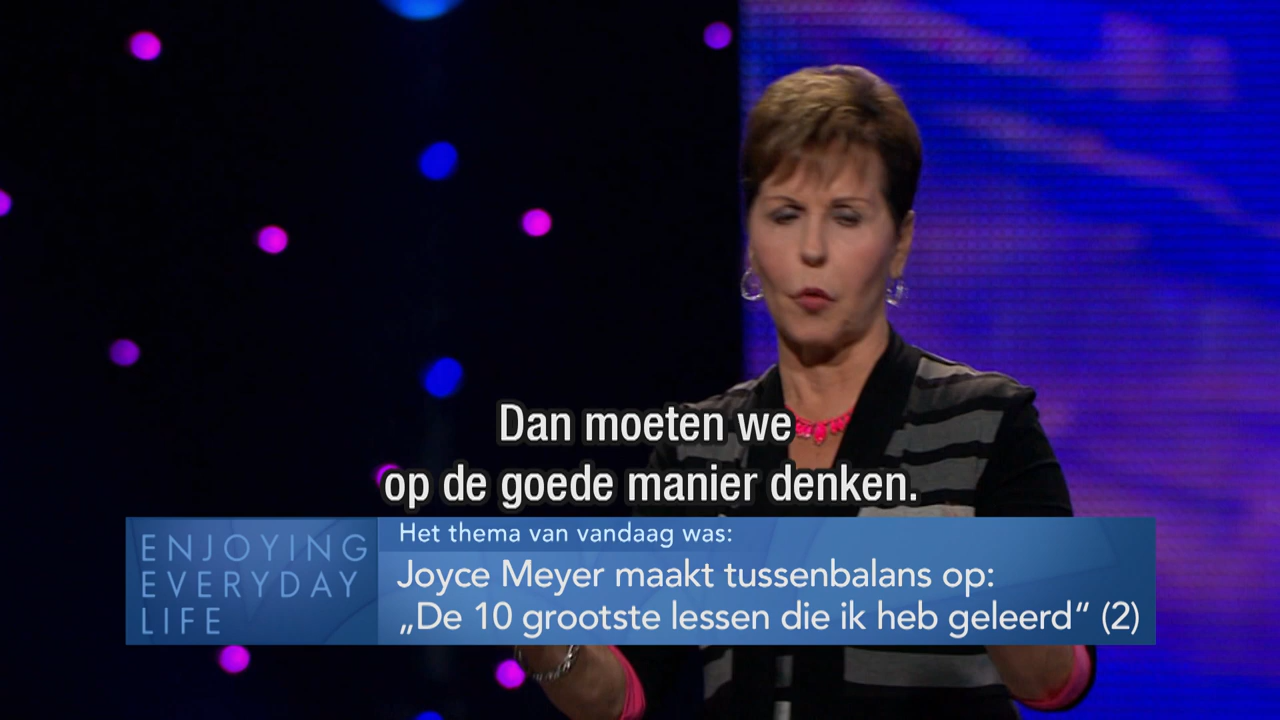 Dan moeten we
op de goede manier denken.
ENJOYING
EVERYDAY
LIFE
Het thema van vandaag was:
Joyce Meyer maakt tussenbalans op:
„De 10 grootste lessen die ik heb geleerd“ (2)